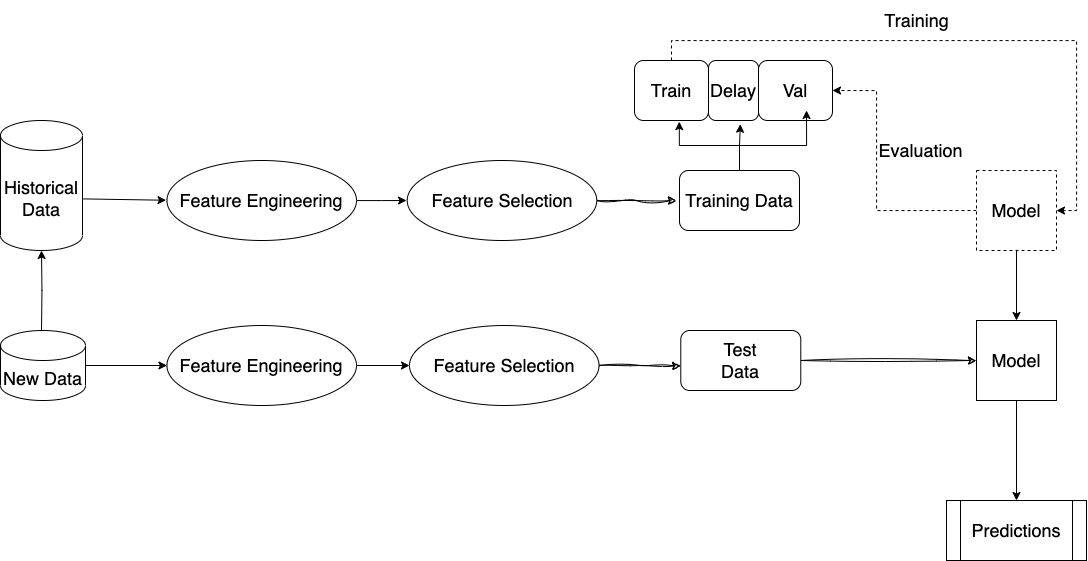 Training
Train
Delay
Val
Evaluation
Historical
Data
Feature Engineering
Feature Selection
Training Data
Model
New Data
Feature Engineering
Feature Selection
Test
Data
Model
Predictions